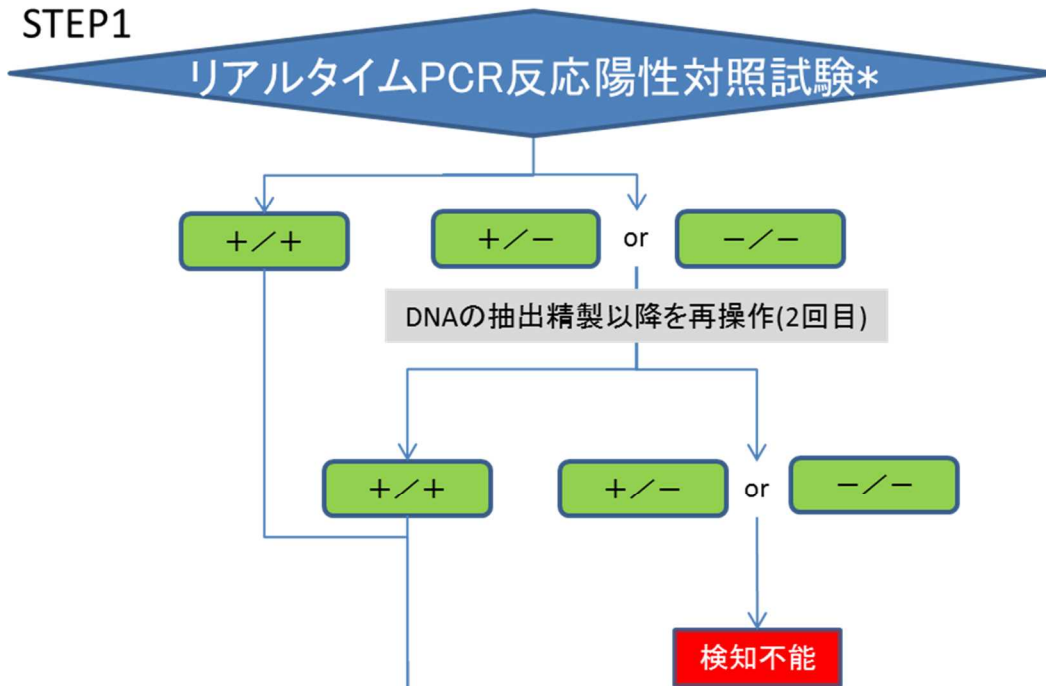 STEP1
リアルタイムPCR反応陽性対照試験*
+/+
+/-
or
-/-
DNAの抽出精製以降を再操作(2回目)
+/+
+/-
or
-/-
検知不能